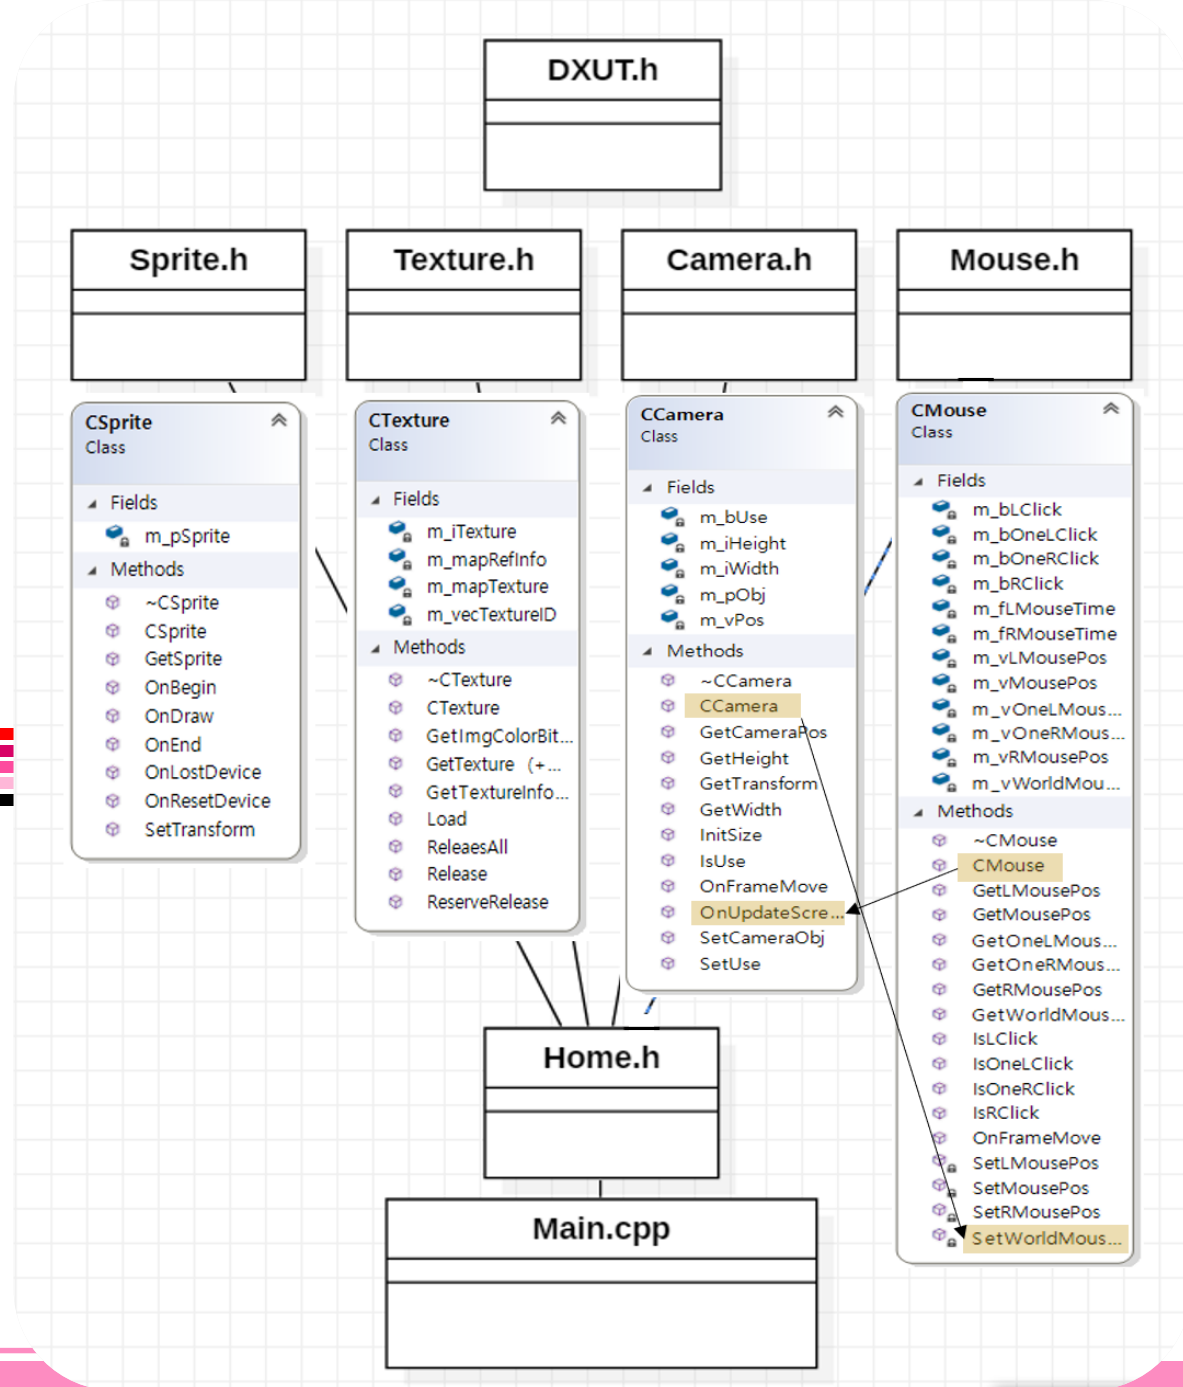 DXUT.h
Sprite.h
Texture.h
Camera.h
Mouse.h
CSprite
Class
Fields
m_pSprite
Methods
~CSprite
CSprite
GetSprite
OnBegin
OnDraw
OnEnd
OnLostDevice
OnResetDevice
SetTransform
CTexture
Class
Fields
m_iTexture
m_mapRefInfo
m_mapTexture
m_vecTextureID
Methods
~CTexture
CTexture
GetImgColorBit...
GetTexture (+...
GetTextureInfo...
Load
ReleaesAll
Release
ReserveRelease
CCamera
Class
Fields
m_bUse
m_iHeight
m_iWidth
m_pObj
m_vPos
Methods
~CCamera
CCamera
GetCameraPos
GetHeight
GetTransform
GetWidth
InitSize
IsUse
OnFrameMove
OnUpdateScre...
SetCameraObj
SetUse
CMouse
Class
Fields
m_bLClick
m_bOneLClick
m_bOneRClick
m_bRClick
m_fLMouseTime
m_fRMouseTime
m_vLMousePos
m_vMousePos
m_vOneLMous...
m_vOneRMous...
m_vRMousePos
m_vWorldMou...
Methods
~CMouse
CMouse
GetLMousePos
GetMousePos
GetOneLMous...
GetOneRMous...
GetRMousePos
GetWorldMous...
IsLClick
IsOneLClick
IsOneRClick
IsRClick
OnFrameMove
SetLMousePos
SetMousePos
SetRMousePos
SetWorldMous...
Home.h
Main.cpp